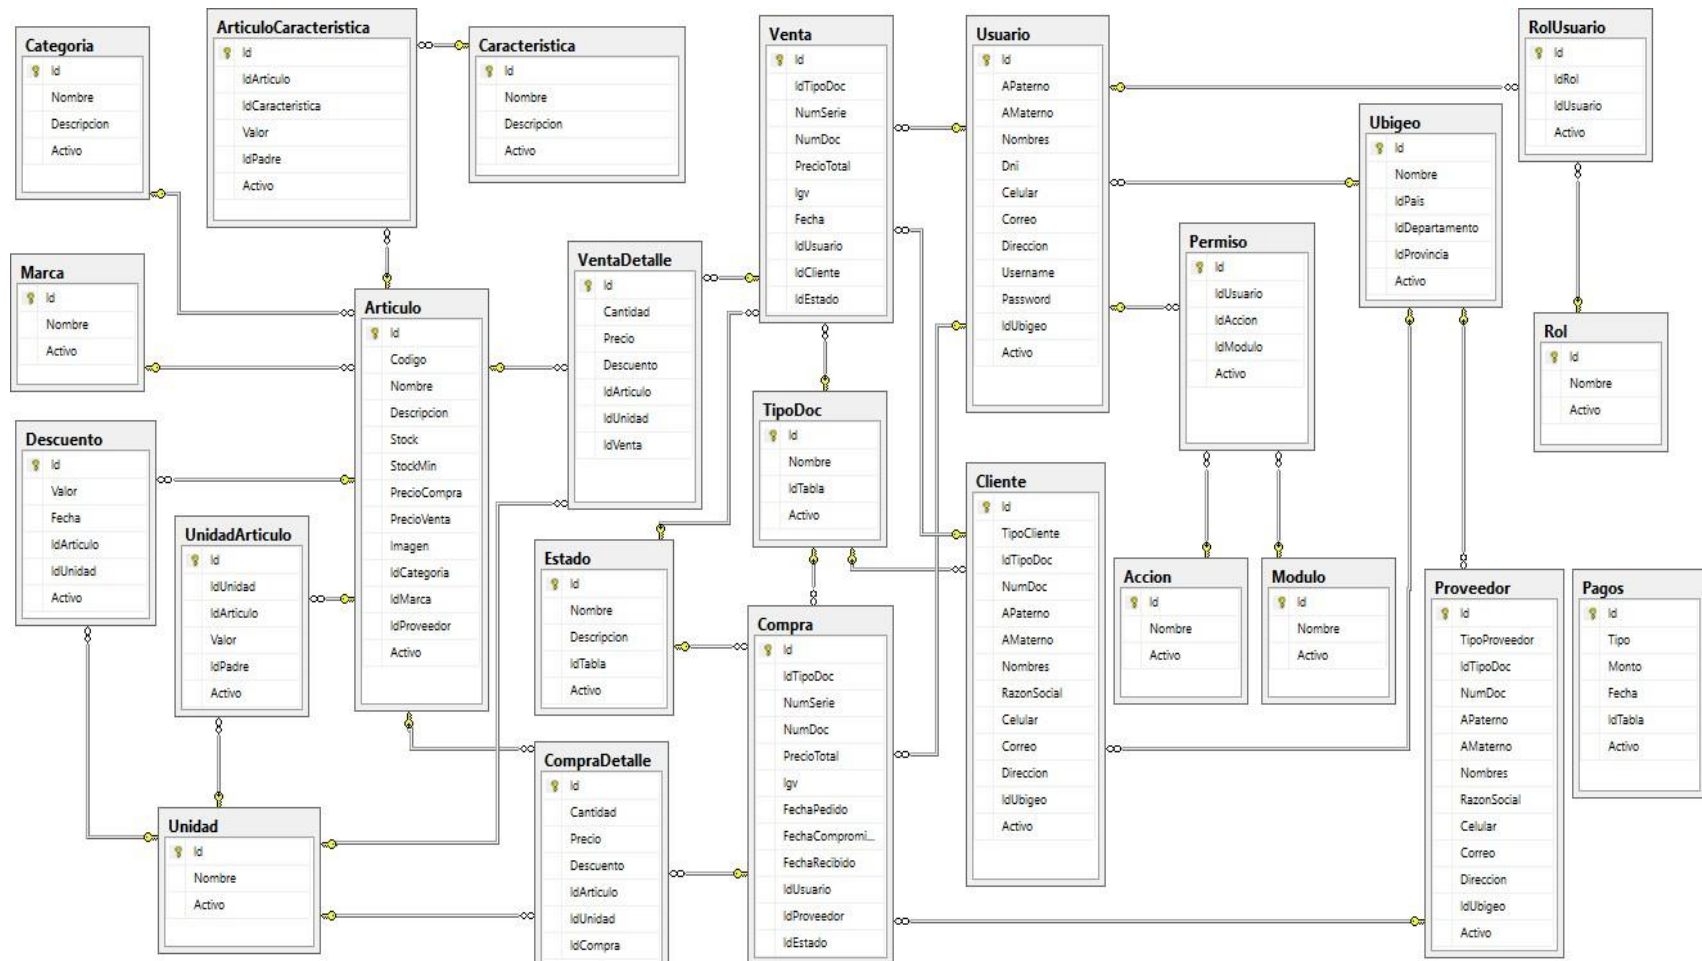 Categoria
Id
Nombre
Descripcion
Activo
ArticuloCaracteristica
Id
IdArticulo
IdCaracteristica
Valor
IdPadre
Activo
Caracteristica
Id
Nombre
Descripcion
Activo
Venta
Id
IdTipoDoc
NumSerie
NumDoc
PrecioTotal
Igv
Fecha
IdUsuario
IdCliente
IdEstado
Usuario
Id
APaterno
AMaterno
Nombres
Dni
Celular
Correo
Direccion
Username
Password
IdUbigeo
Activo
RolUsuario
Id
IdRol
IdUsuario
Activo
Ubigeo
Id
Nombre
IdPais
IdDepartamento
IdProvincia
Activo
Marca
Id
Nombre
Activo
Articulo
Id
Codigo
Nombre
Descripcion
Stock
StockMin
PrecioCompra
PrecioVenta
Imagen
IdCategoria
IdMarca
IdProveedor
Activo
VentaDetalle
Id
Cantidad
Precio
Descuento
IdArticulo
IdUnidad
IdVenta
Permiso
Id
IdUsuario
IdAccion
IdModulo
Activo
Rol
Id
Nombre
Activo
Descuento
Id
Valor
Fecha
IdArticulo
IdUnidad
Activo
UnidadArticulo
Id
IdUnidad
IdArticulo
Valor
IdPadre
Activo
TipoDoc
Id
Nombre
IdTabla
Activo
Estado
Id
Nombre
Descripcion
IdTabla
Activo
Cliente
Id
TipoCliente
IdTipoDoc
NumDoc
APaterno
AMaterno
Nombres
RazonSocial
Celular
Correo
Direccion
IdUbigeo
Activo
Accion
Id
Nombre
Activo
Modulo
Id
Nombre
Activo
Proveedor
Id
TipoProveedor
IdTipoDoc
NumDoc
APaterno
AMaterno
Nombres
RazonSocial
Celular
Correo
Direccion
IdUbigeo
Activo
Pagos
Id
Tipo
Monto
Fecha
IdTabla
Activo
Compra
Id
IdTipoDoc
NumSerie
NumDoc
PrecioTotal
Igv
FechaPedido
FechaCompromi...
FechaRecibido
IdUsuario
IdProveedor
IdEstado
CompraDetalle
Id
Cantidad
Precio
Descuento
IdArticulo
IdUnidad
IdCompra
Unidad
Id
Nombre
Activo